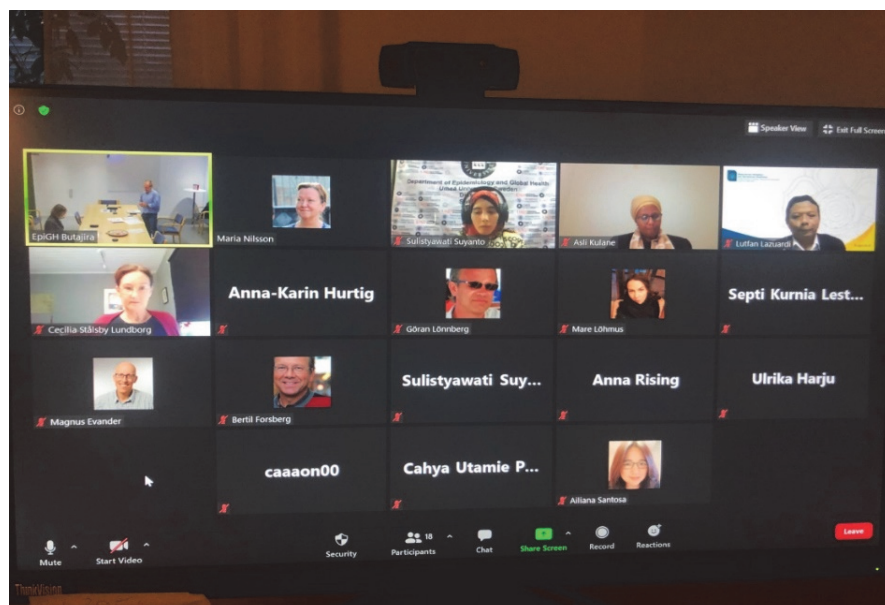 Speaker View
Exit Full Screen
Department of Epidemiology and Global Health
EpiGH Butajira
Maria Nilsson
Sulistyawati Suyanto
Asli Kulane
Lutfan Lazuardi
Cecilia Stålsby Lundborg
Anna-Karin Hurtig
Göran Lönnberg
Mare Lõhmus
Septi Kurnia Lest...
Magnus Evander
Bertil Forsberg
Sulistyawati Suy...
Anna Rising
Ulrika Harju
caaaon00
Cahya Utamie P...
Ailiana Santosa
Mute
Start Video
Security
Participants
18
Chat
Share Screen
Record
Reactions
Leave
ThinkVision